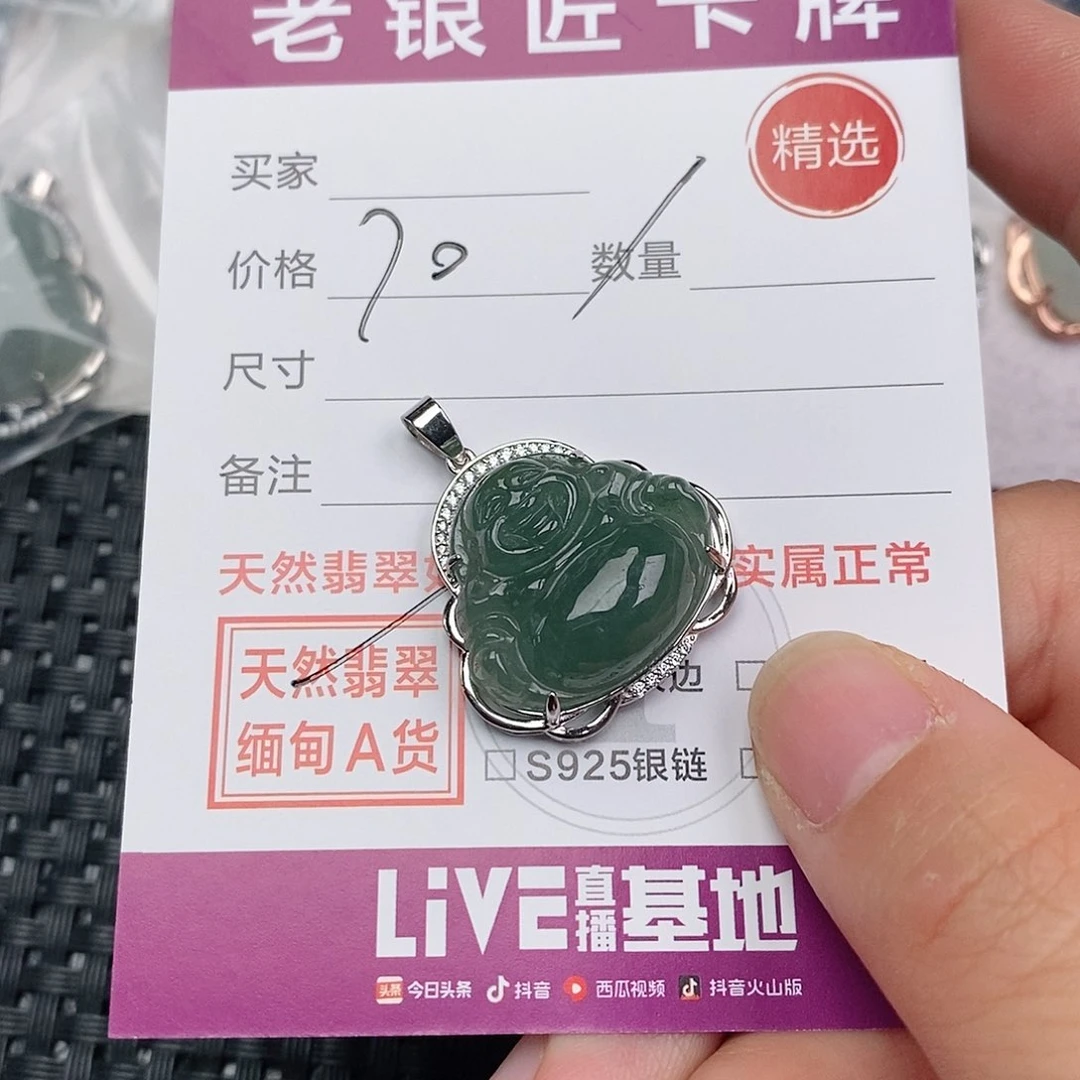 老银匠卡牌
精选
买家
价格 70 数量
尺寸
备注
天然翡翠 实属正常
天然翡翠
缅甸A货
边
S925银链
LiVE直播基地
头条 今日头条 抖音 西瓜视频 抖音火山版